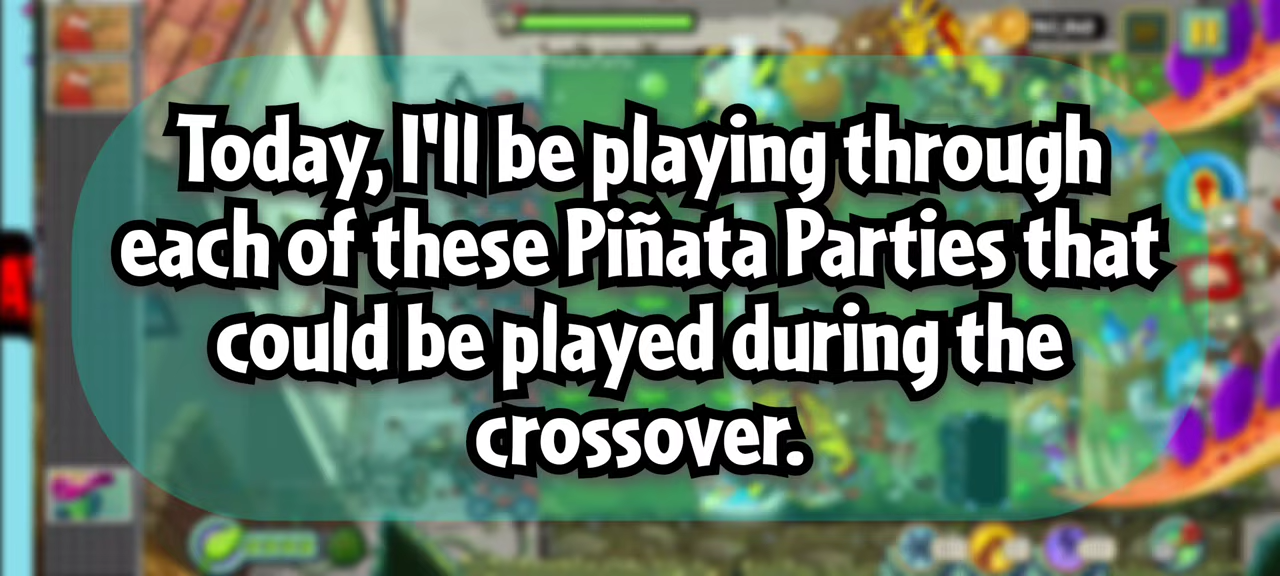 Today, I'll be playing through
each of these Piñata Parties that
could be played during the
crossover.